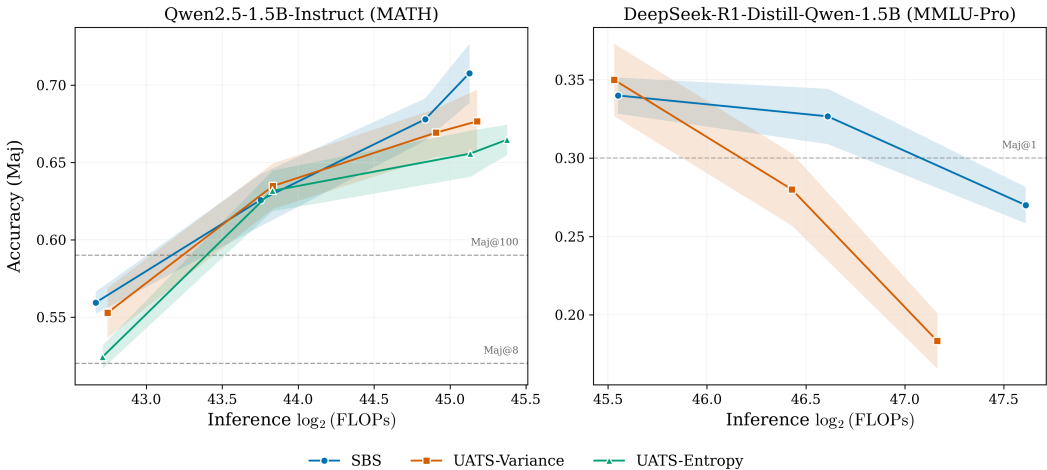 Qwen2.5-1.5B-Instruct (MATH)
DeepSeek-R1-Distill-Qwen-1.5B (MMLU-Pro)
Accuracy (Maj)
0.70
0.65
0.60
0.55
Maj@100
Maj@8
43.0 43.5 44.0 44.5 45.0 45.5
Inference log₂ (FLOPs)
0.35
0.30
0.25
0.20
Maj@1
45.5 46.0 46.5 47.0 47.5
Inference log₂ (FLOPs)
SBS UATS-Variance UATS-Entropy